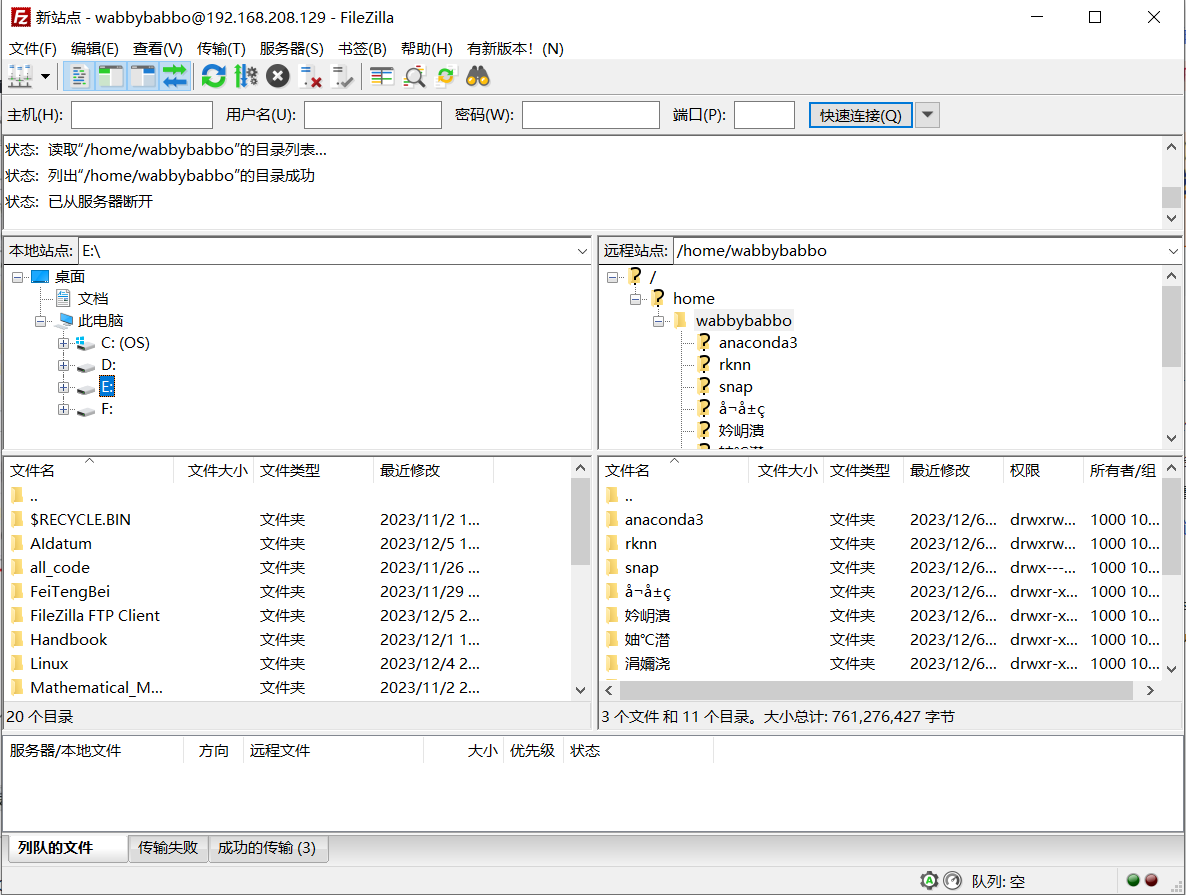 新站点 - wabbybabbo@192.168.208.129 - FileZilla
文件(F) 编辑(E) 查看(V) 传输(T) 服务器(S) 书签(B) 帮助(H) 有新版本！(N)
主机(H): 用户名(U): 密码(W): 端口(P): 快速连接(Q)
状态: 读取“/home/wabbybabbo”的目录列表...
状态: 列出“/home/wabbybabbo”的目录成功
状态: 已从服务器断开
本地站点: E:\
桌面
文档
此电脑
C: (OS)
D:
E:
F:
远程站点: /home/wabbybabbo
/
home
wabbybabbo
anaconda3
rknn
snap
å¬å±ç
妗岄潰
文件名 文件大小 文件类型 最近修改
..
$RECYCLE.BIN 文件夹 2023/11/2 1...
AIdatum 文件夹 2023/12/5 1...
all_code 文件夹 2023/11/26 ...
FeiTengBei 文件夹 2023/11/29 ...
FileZilla FTP Client 文件夹 2023/12/5 2...
Handbook 文件夹 2023/12/1 1...
Linux 文件夹 2023/12/4 2...
Mathematical_M... 文件夹 2023/11/2 2...
20 个目录
文件名 文件大小 文件类型 最近修改 权限 所有者/组
..
anaconda3 文件夹 2023/12/6... drwxrw... 1000 10...
rknn 文件夹 2023/12/6... drwxrw... 1000 10...
snap 文件夹 2023/12/6... drwx---... 1000 10...
å¬å±ç 文件夹 2023/12/6... drwxr-x... 1000 10...
妗岄潰 文件夹 2023/12/6... drwxr-x... 1000 10...
妯℃澘 文件夹 2023/12/6... drwxr-x... 1000 10...
涓嬭浇 文件夹 2023/12/6... drwxr-x... 1000 10...
3 个文件 和 11 个目录。大小总计: 761,276,427 字节
服务器/本地文件 方向 远程文件 大小 优先级 状态
列队的文件 传输失败 成功的传输 (3)
队列: 空